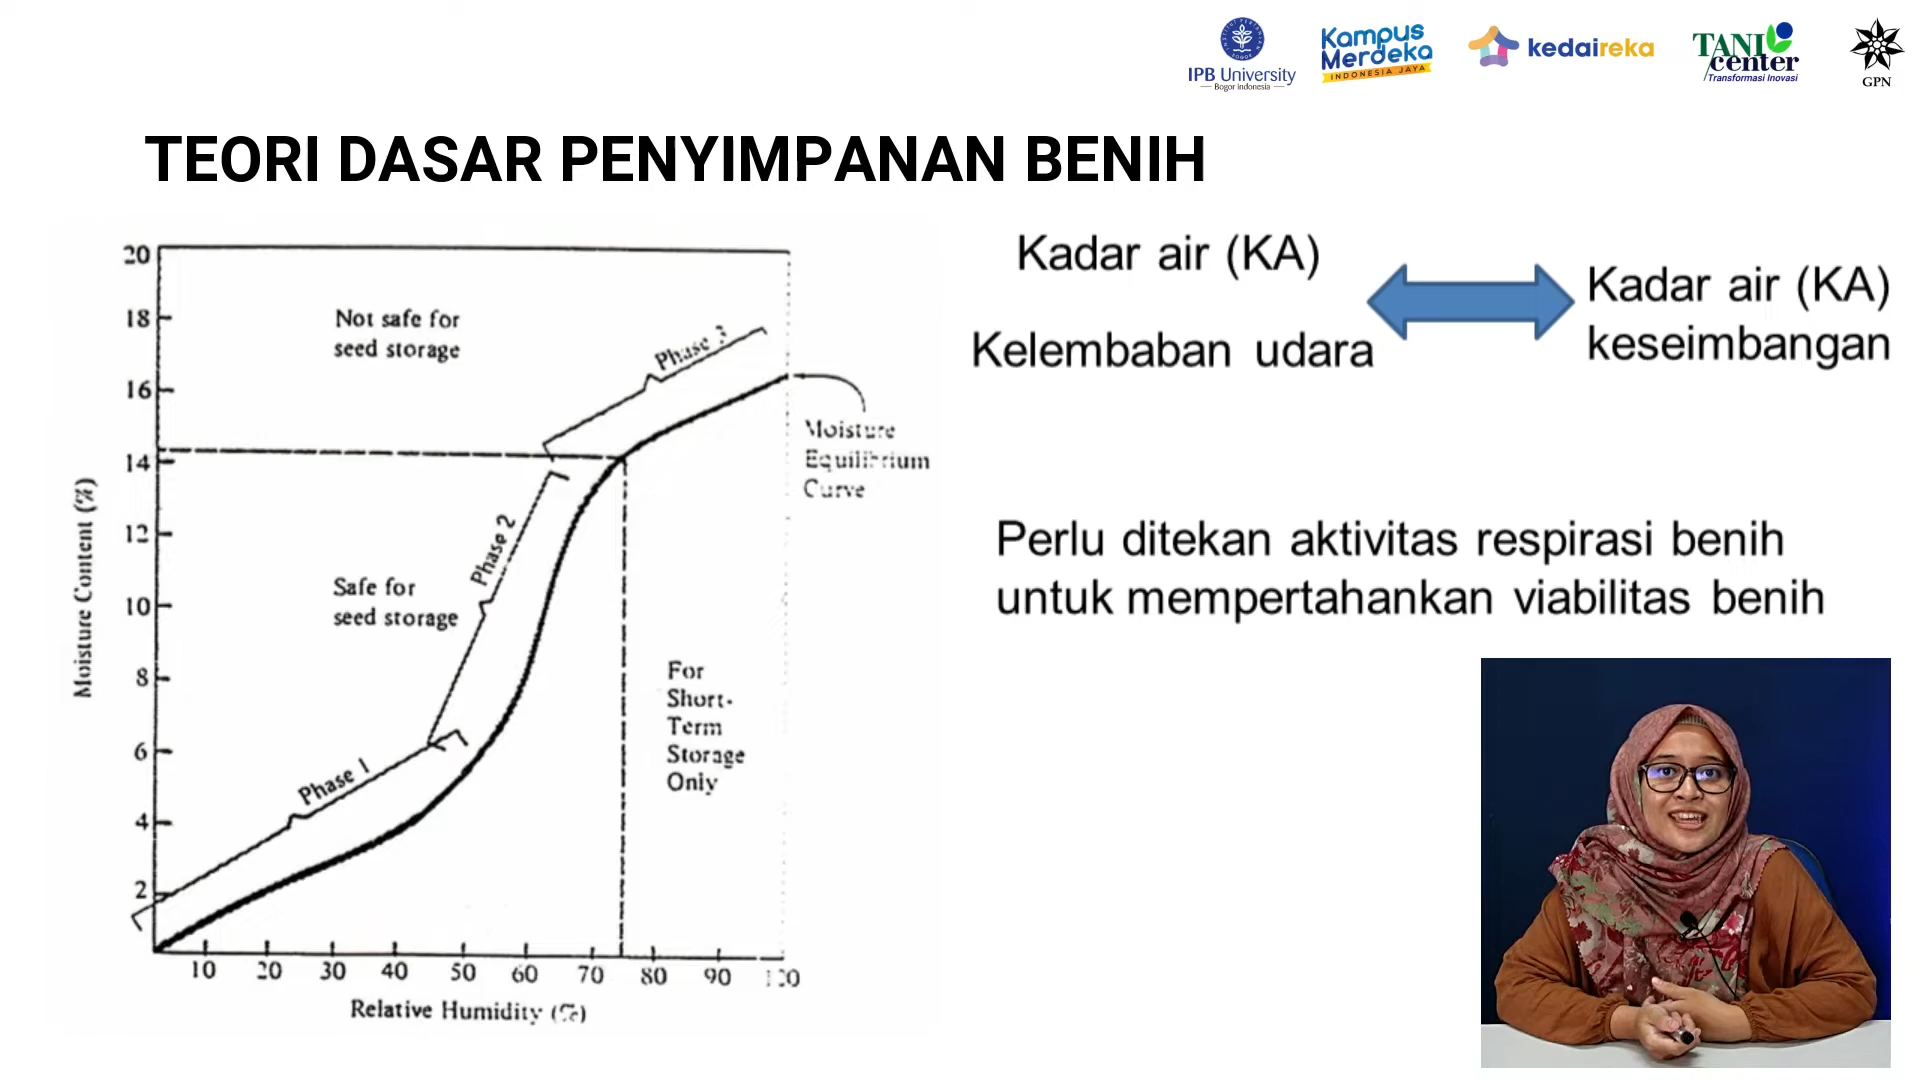 IPB University
Bogor Indonesia
Kampus
Merdeka
INDONESIA JAYA
kedaireka
TANI
center
Transformasi Inovasi
GPN
TEORI DASAR PENYIMPANAN BENIH
20
18
16
14
12
10
8
6
4
2
Moisture Content (%)
Not safe for
seed storage
Phase 3
Moisture
Equilibrium
Curve
Phase 2
Safe for
seed storage
Phase 1
For
Short-
Term
Storage
Only
10 20 30 40 50 60 70 80 90 100
Relative Humidity (%)
Kadar air (KA)
Kelembaban udara
Kadar air (KA)
keseimbangan
Perlu ditekan aktivitas respirasi benih
untuk mempertahankan viabilitas benih